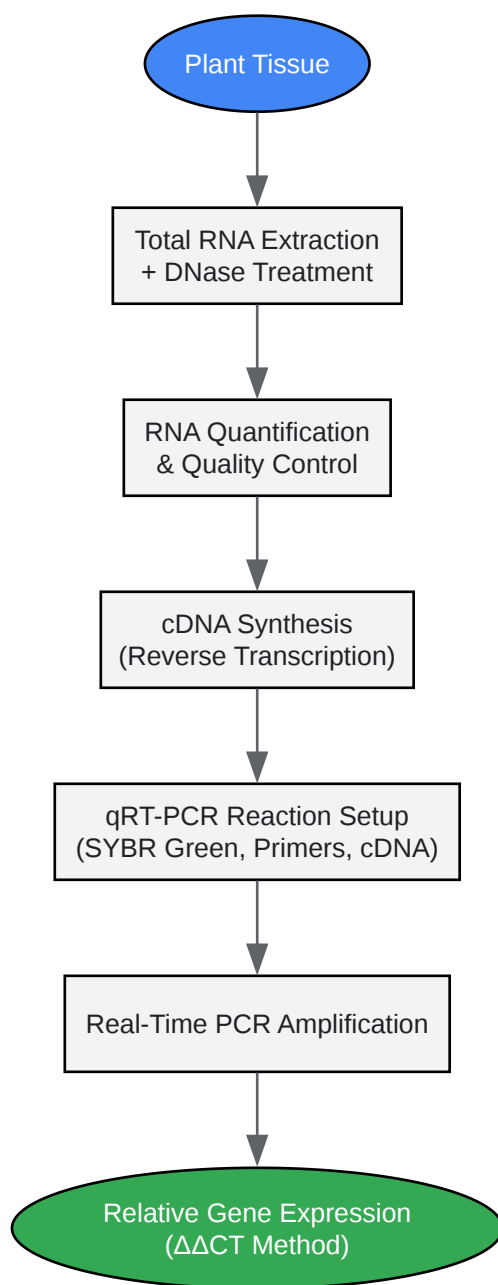 Plant Tissue
Total RNA Extraction
+ DNase Treatment
RNA Quantification
& Quality Control
cDNA Synthesis
(Reverse Transcription)
qRT-PCR Reaction Setup
(SYBR Green, Primers, cDNA)
Real-Time PCR Amplification
Relative Gene Expression
(ΔΔCT Method)